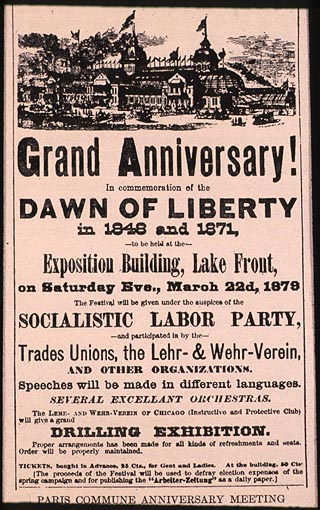 Grand Anniversary!
In commemoration of the
DAWN OF LIBERTY
in 1848 and 1871,
—to be held at the—
Exposition Building, Lake Front,
on Saturday Eve., March 22d, 1879
The Festival will be given under the auspices of the
SOCIALISTIC LABOR PARTY,
—and participated in by the—
Trades Unions, the Lehr- & Wehr-Verein,
AND OTHER ORGANIZATIONS.
Speeches will be made in different languages.
SEVERAL EXCELLANT ORCHESTRAS.
The LEHR- AND WEHR-VEREIN OF CHICAGO (Instructive and Protective Club)
will give a grand
DRILLING EXHIBITION.
Proper arrangements has been made for all kinds of refreshments and seats.
Order will be properly maintained.
TICKETS, bought in Advance, 25 Cts., for Gent and Ladies. At the building, 50 Cts.
[The proceeds of the Festival will be used to defray election expenses of the
spring campaign and for publishing the "Arbeiter-Zeitung" as a daily paper.]
PARIS COMMUNE ANNIVERSARY MEETING